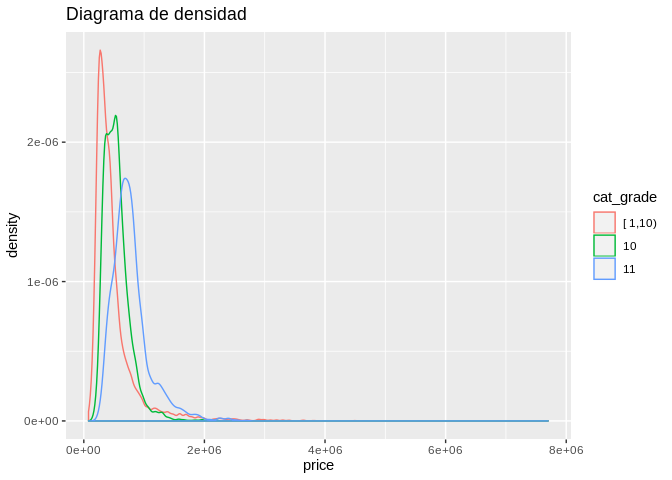 Diagrama de densidad
density
2e-06
1e-06
0e+00
0e+00
2e+06
4e+06
6e+06
8e+06
price
cat_grade
[ 1,10)
10
11